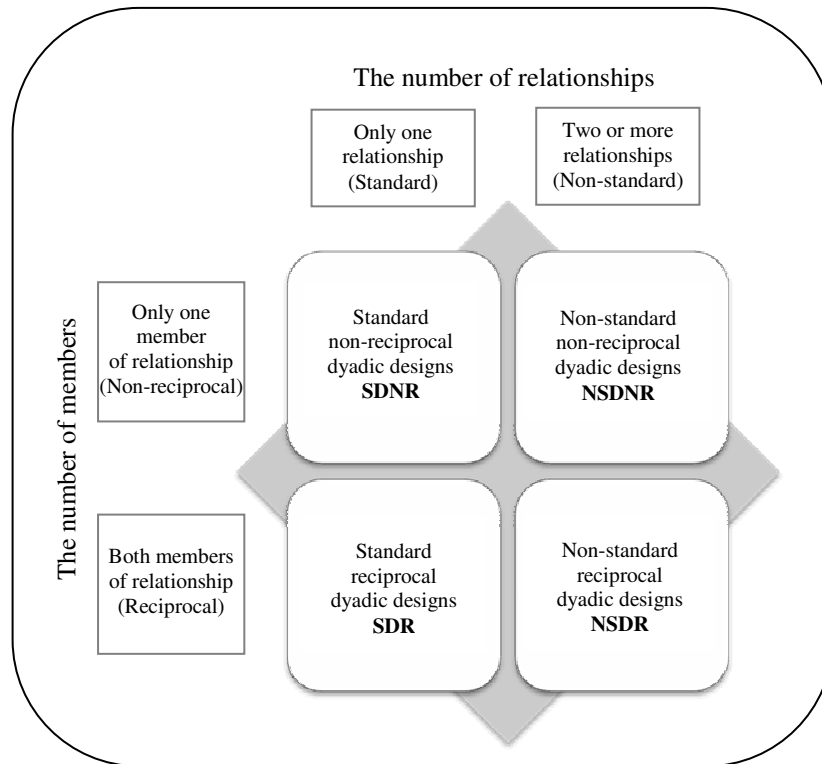 The number of relationships
Only one
relationship
(Standard)
Two or more
relationships
(Non-standard)
The number of members
Only one
member
of relationship
(Non-reciprocal)
Standard
non-reciprocal
dyadic designs
SDNR
Non-standard
non-reciprocal
dyadic designs
NSDNR
Both members
of relationship
(Reciprocal)
Standard
reciprocal
dyadic designs
SDR
Non-standard
reciprocal
dyadic designs
NSDR